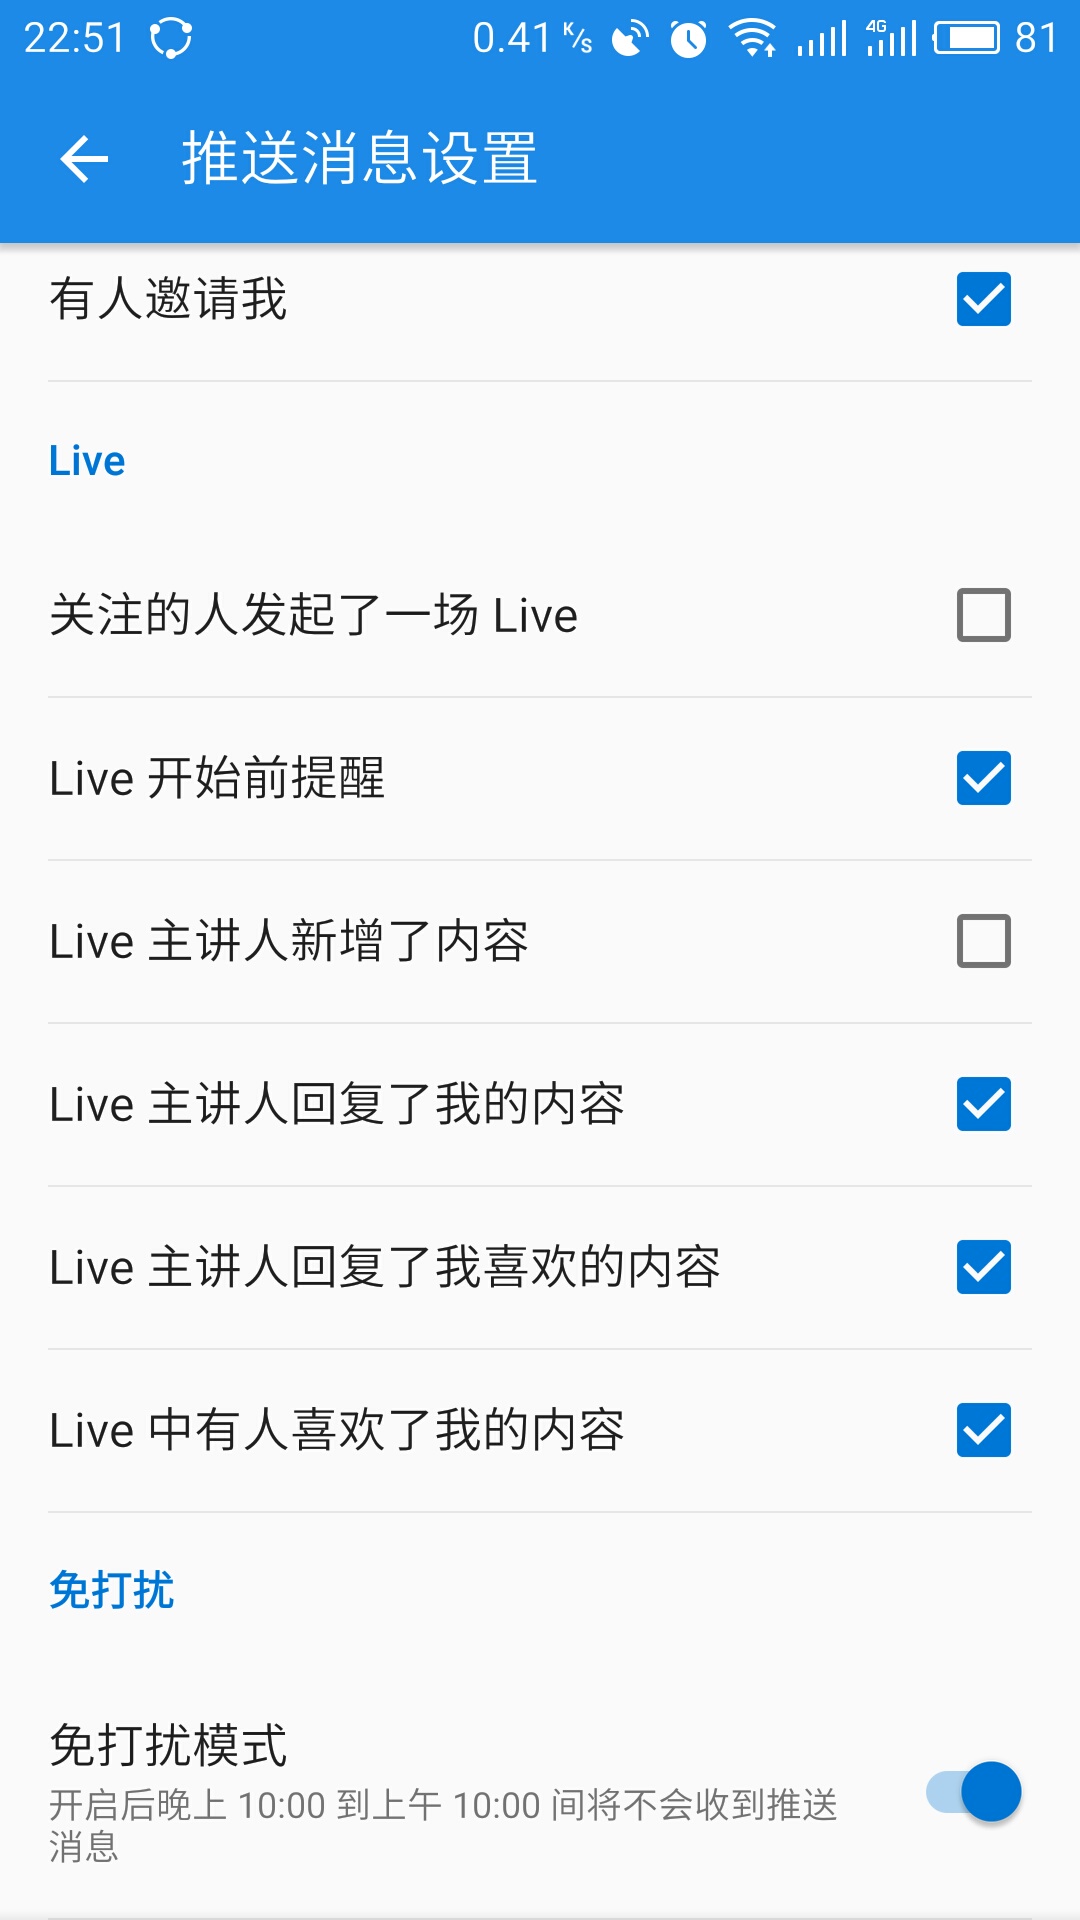 22:51 0.41 K/s 4G 81
推送消息设置
有人邀请我
Live
关注的人发起了一场 Live
Live 开始前提醒
Live 主讲人新增了内容
Live 主讲人回复了我的内容
Live 主讲人回复了我喜欢的内容
Live 中有人喜欢了我的内容
免打扰
免打扰模式
开启后晚上 10:00 到上午 10:00 间将不会收到推送
消息